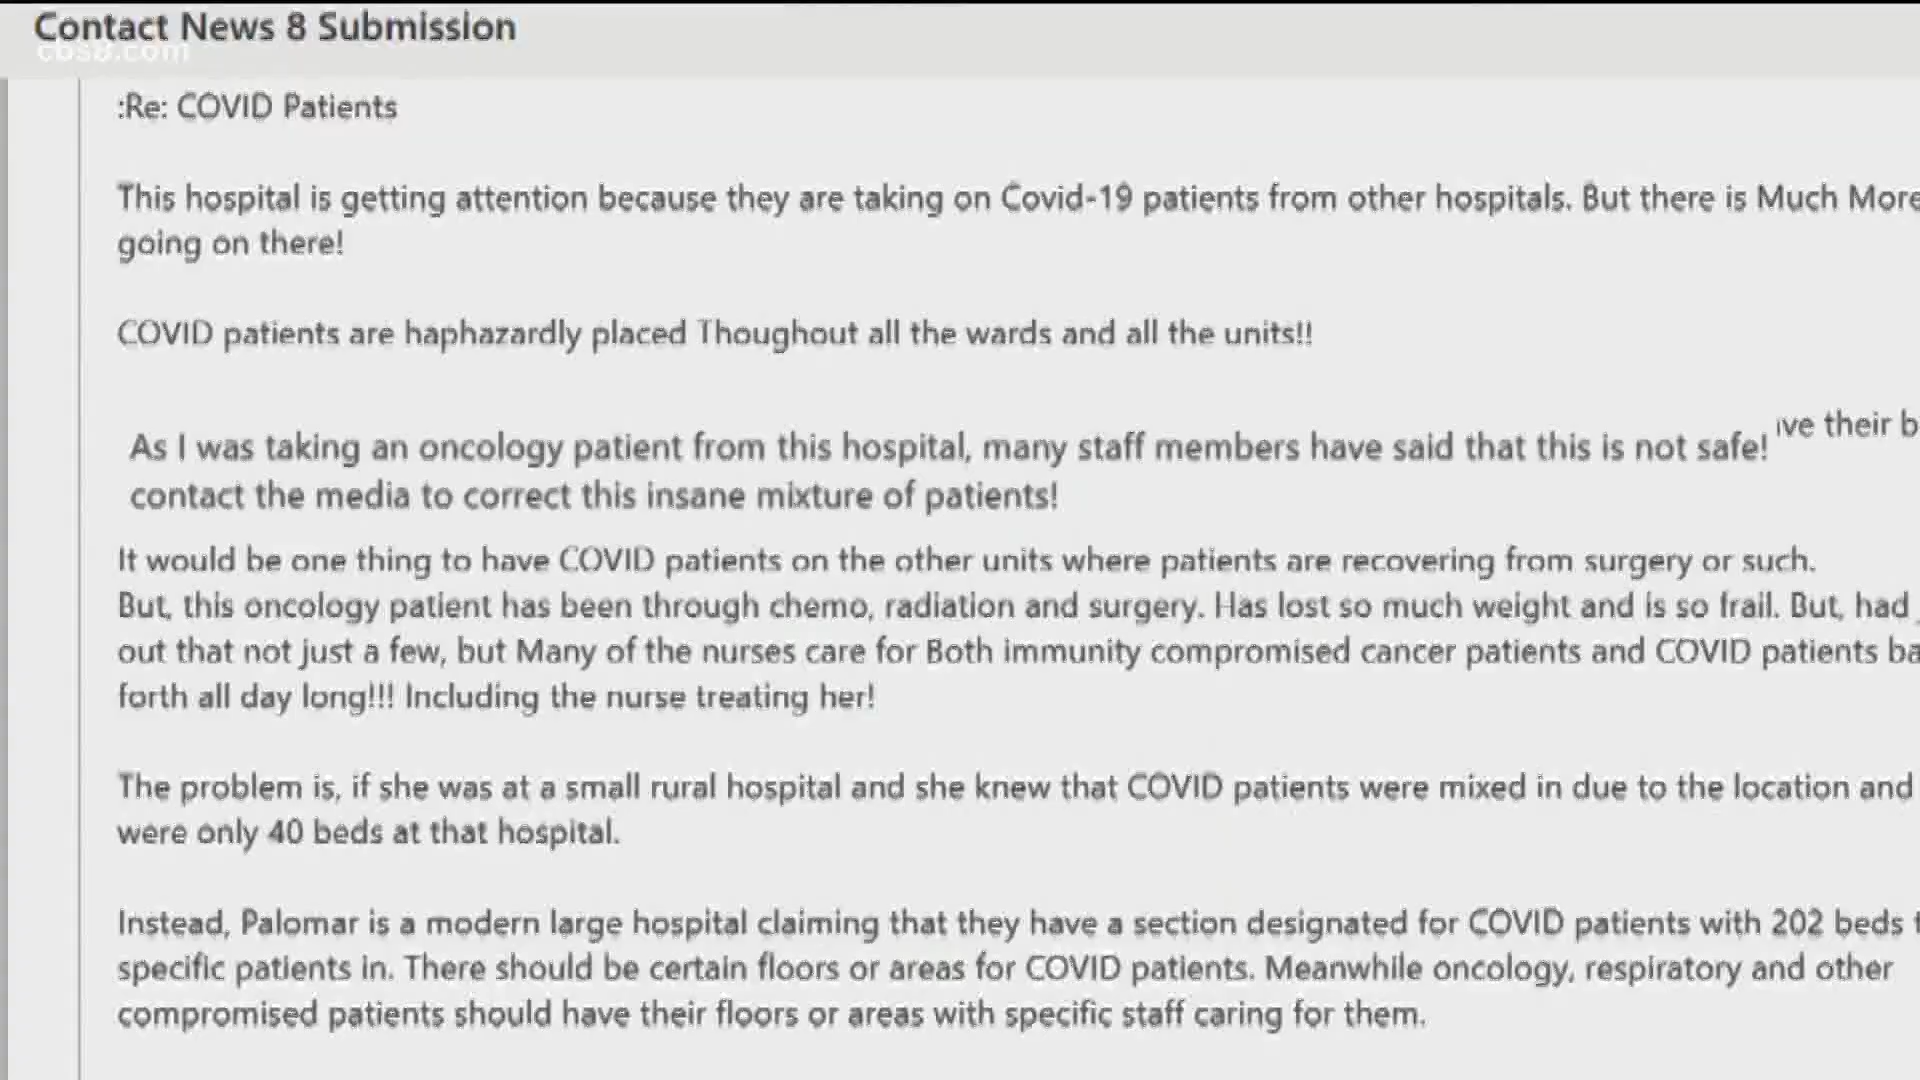 Contact News 8 Submission
cbs8.com
:Re: COVID Patients
This hospital is getting attention because they are taking on Covid-19 patients from other hospitals. But there is Much More
going on there!
COVID patients are haphazardly placed Thoughout all the wards and all the units!!
ive their b
As I was taking an oncology patient from this hospital, many staff members have said that this is not safe!
contact the media to correct this insane mixture of patients!
It would be one thing to have COVID patients on the other units where patients are recovering from surgery or such.
But, this oncology patient has been through chemo, radiation and surgery. Has lost so much weight and is so frail. But, had
out that not just a few, but Many of the nurses care for Both immunity compromised cancer patients and COVID patients ba
forth all day long!!! Including the nurse treating her!
The problem is, if she was at a small rural hospital and she knew that COVID patients were mixed in due to the location and
were only 40 beds at that hospital.
Instead, Palomar is a modern large hospital claiming that they have a section designated for COVID patients with 202 beds
specific patients in. There should be certain floors or areas for COVID patients. Meanwhile oncology, respiratory and other
compromised patients should have their floors or areas with specific staff caring for them.